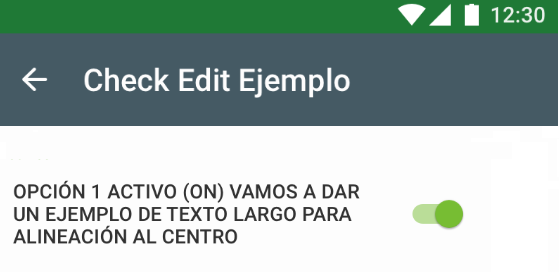 12:30
Check Edit Ejemplo
OPCIÓN 1 ACTIVO (ON) VAMOS A DAR
UN EJEMPLO DE TEXTO LARGO PARA
ALINEACIÓN AL CENTRO